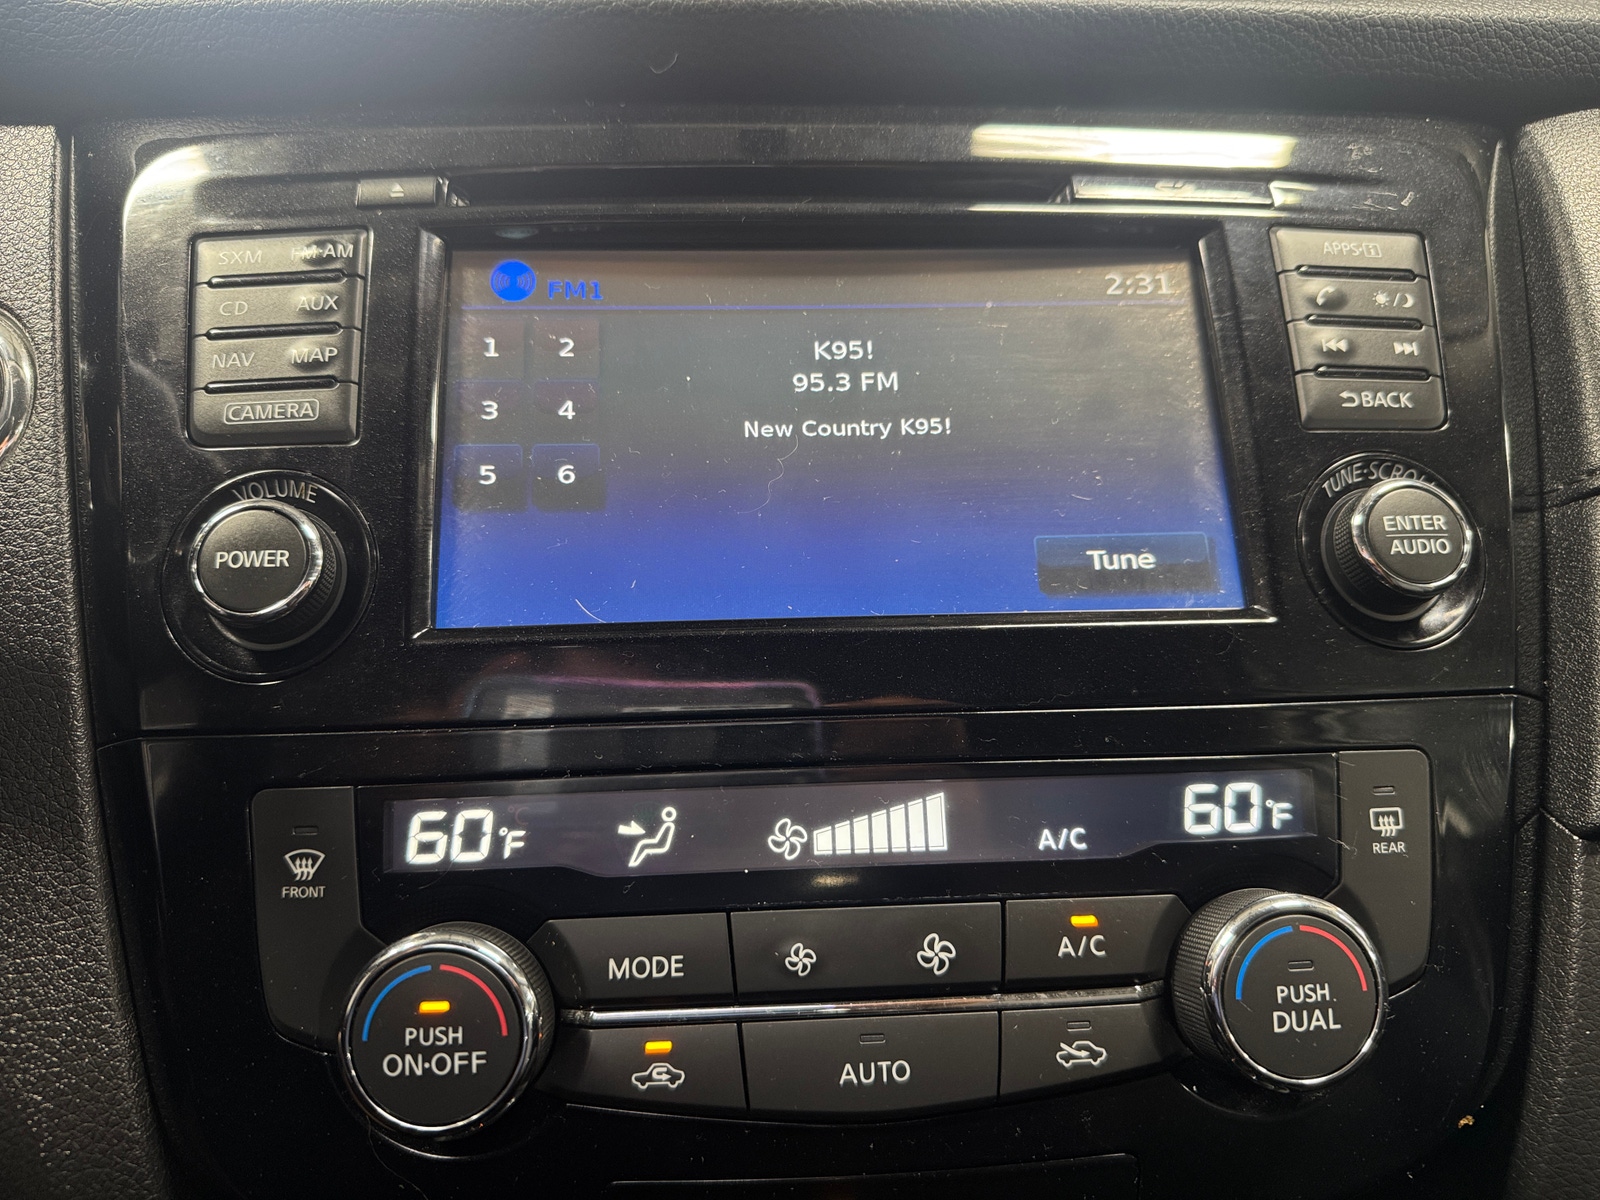 SXM FM·AM
CD AUX
NAV MAP
CAMERA
VOLUME
POWER
FM1
2:31
1 2
3 4
5 6
K95!
95.3 FM
New Country K95!
Tune
APPS·i
BACK
TUNE·SCROLL
ENTER
AUDIO
60°F
A/C
60°F
FRONT
REAR
MODE
A/C
PUSH
ON·OFF
AUTO
PUSH
DUAL